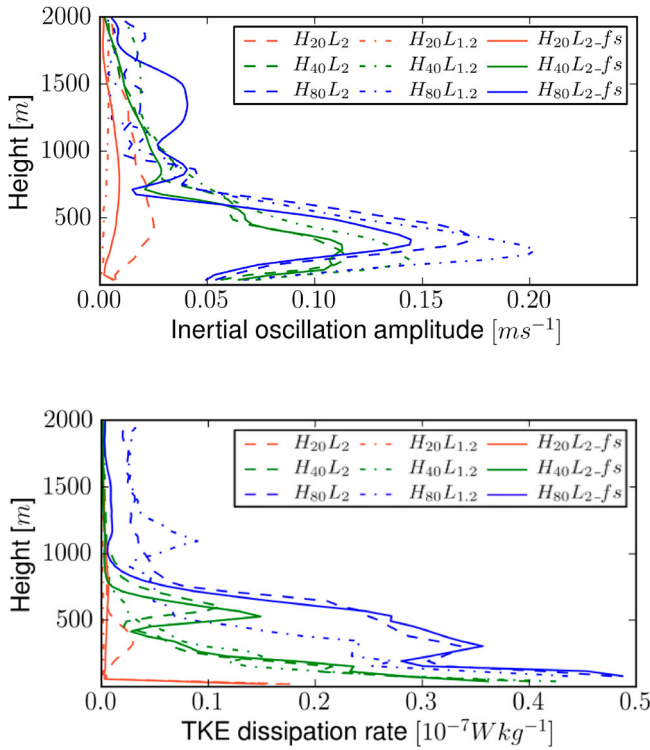 2000
1500
1000
500
0
Height [m]
H₂₀L₂ H₂₀L₁.₂ H₂₀L₂₋fs
H₄₀L₂ H₄₀L₁.₂ H₄₀L₂₋fs
H₈₀L₂ H₈₀L₁.₂ H₈₀L₂₋fs
0.00 0.05 0.10 0.15 0.20
Inertial oscillation amplitude [ms⁻¹]
2000
1500
1000
500
0
Height [m]
H₂₀L₂ H₂₀L₁.₂ H₂₀L₂₋fs
H₄₀L₂ H₄₀L₁.₂ H₄₀L₂₋fs
H₈₀L₂ H₈₀L₁.₂ H₈₀L₂₋fs
0.0 0.1 0.2 0.3 0.4 0.5
TKE dissipation rate [10⁻⁷Wkg⁻¹]